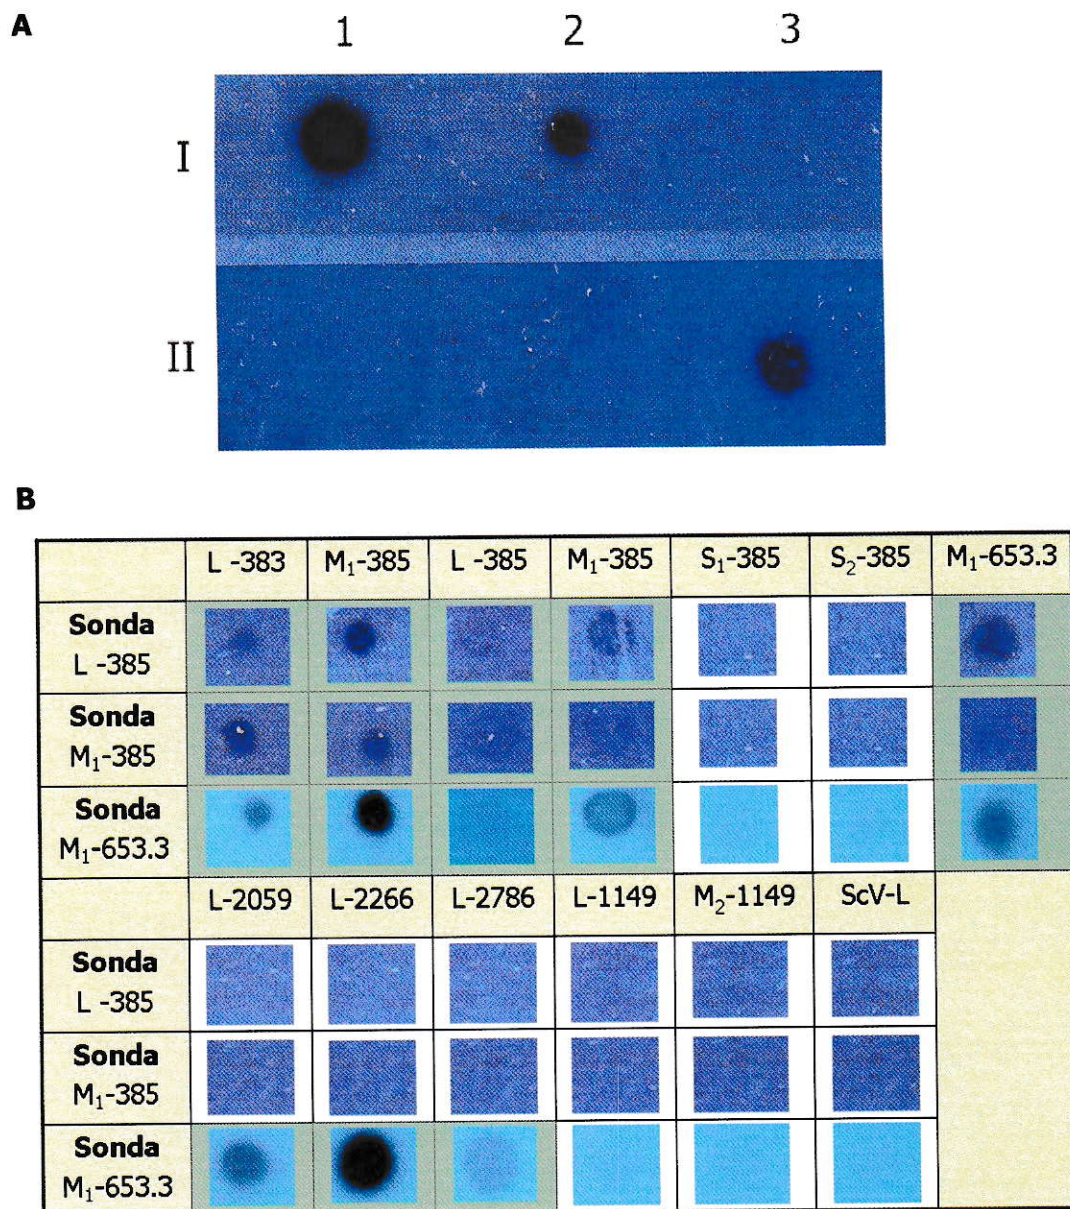 A
1 2 3
I
II
B
L -383 M₁-385 L -385 M₁-385 S₁-385 S₂-385 M₁-653.3
Sonda
L -385
Sonda
M₁-385
Sonda
M₁-653.3
L-2059 L-2266 L-2786 L-1149 M₂-1149 ScV-L
Sonda
L -385
Sonda
M₁-385
Sonda
M₁-653.3